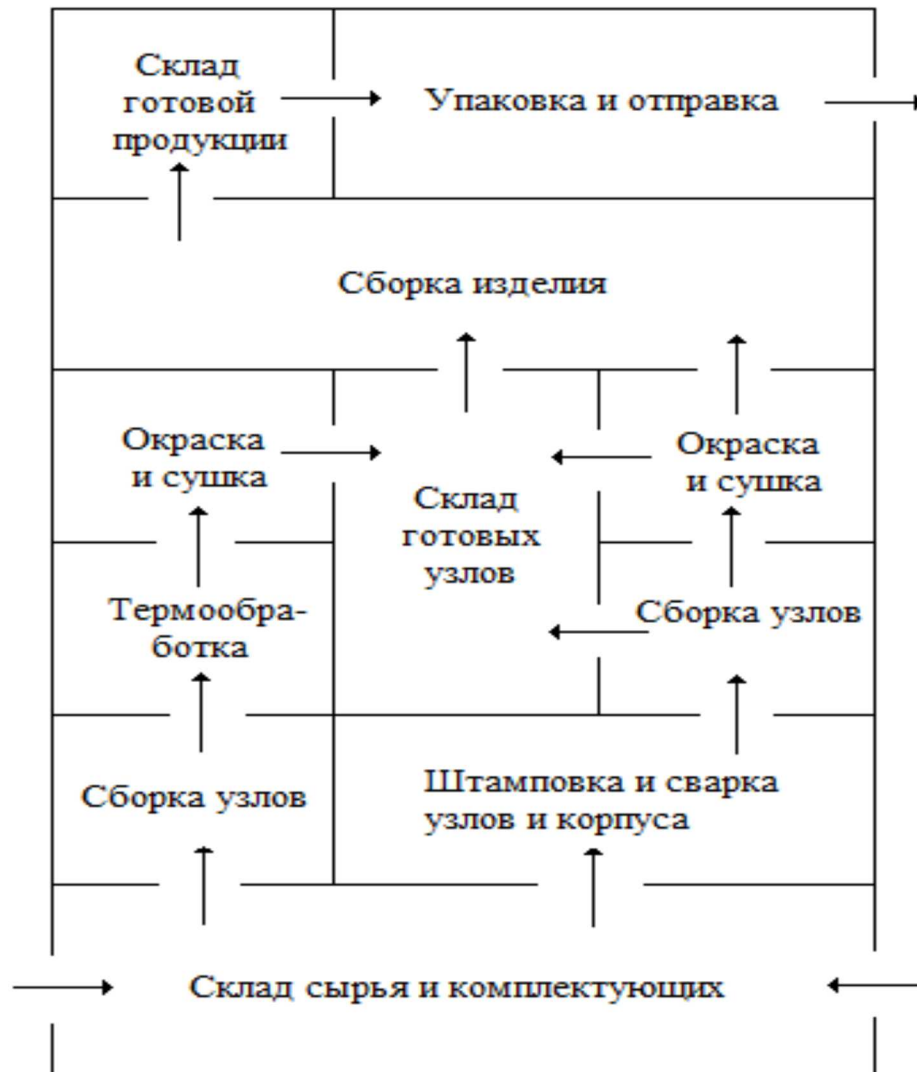 Склад
готовой
продукции
Упаковка и отправка
Сборка изделия
Окраска
и сушка
Склад
готовых
узлов
Окраска
и сушка
Термообра-
ботка
Сборка узлов
Сборка узлов
Штамповка и сварка
узлов и корпуса
Склад сырья и комплектующих